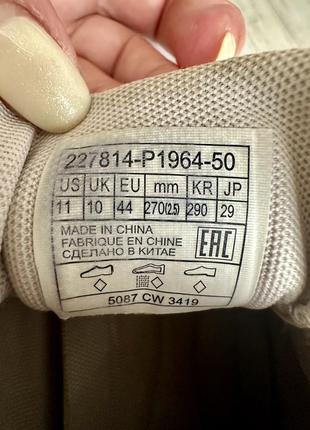 227814-P1964-50
US UK EU mm KR JP
11 10 44 270(2.5) 290 29
MADE IN CHINA
FABRIQUE EN CHINE
СДЕЛАНО В КИТАЕ
EAC
5087 CW 3419